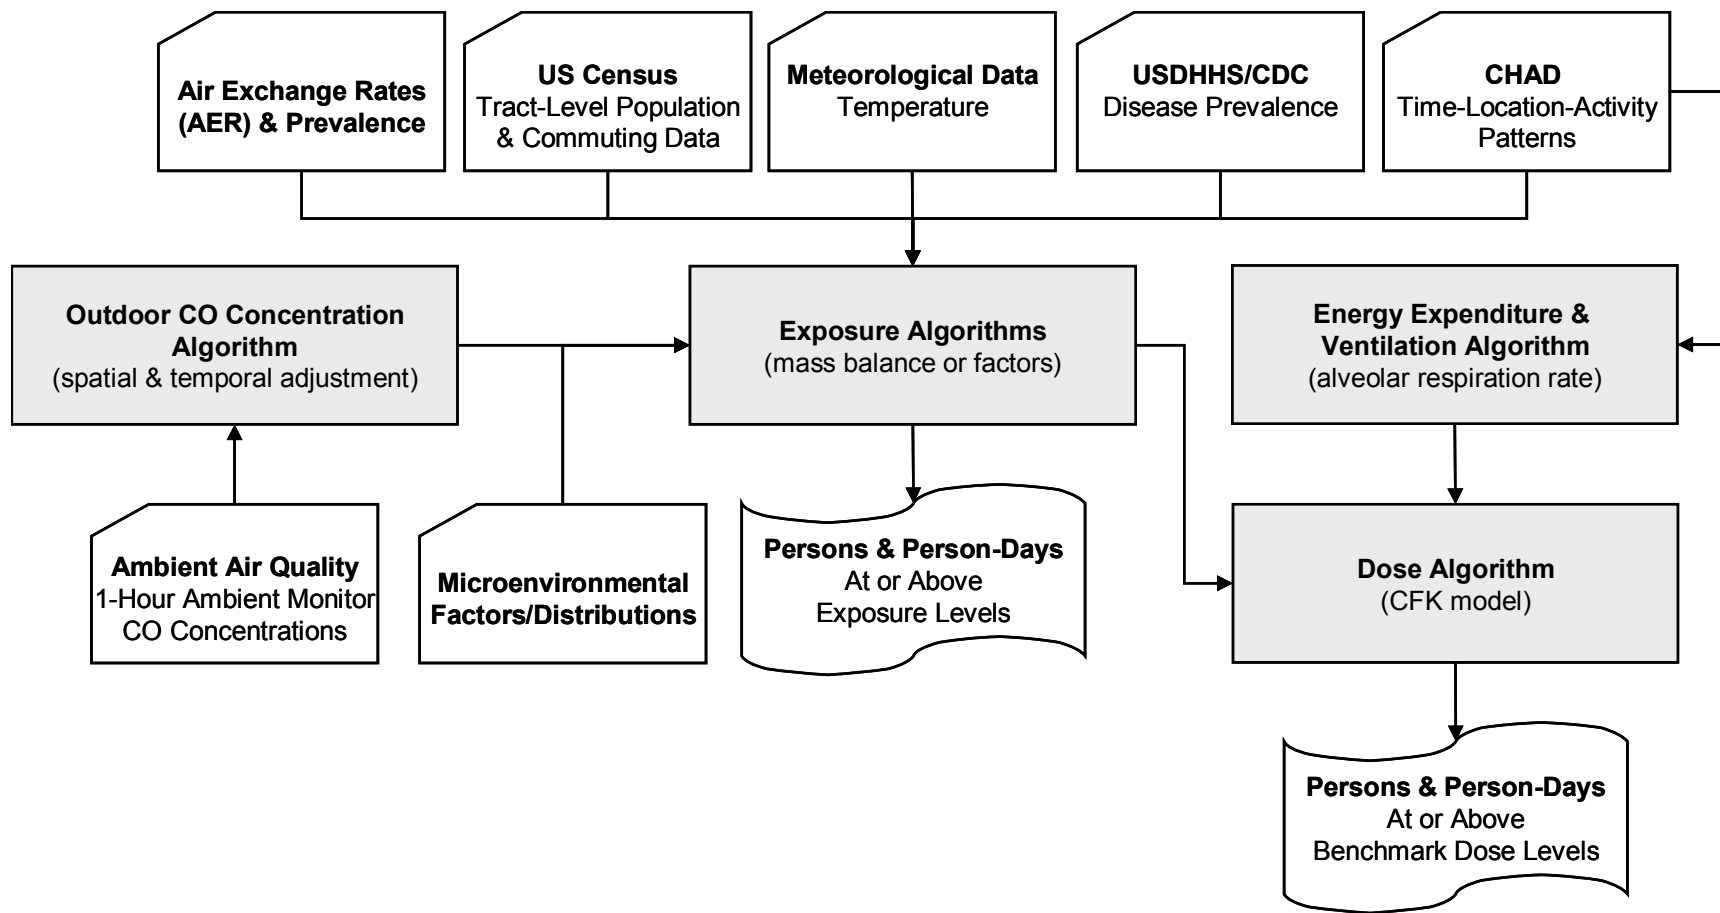 Air Exchange Rates
(AER) & Prevalence
US Census
Tract-Level Population
& Commuting Data
Meteorological Data
Temperature
USDHHS/CDC
Disease Prevalence
CHAD
Time-Location-Activity
Patterns
Outdoor CO Concentration
Algorithm
(spatial & temporal adjustment)
Exposure Algorithms
(mass balance or factors)
Energy Expenditure &
Ventilation Algorithm
(alveolar respiration rate)
Ambient Air Quality
1-Hour Ambient Monitor
CO Concentrations
Microenvironmental
Factors/Distributions
Persons & Person-Days
At or Above
Exposure Levels
Dose Algorithm
(CFK model)
Persons & Person-Days
At or Above
Benchmark Dose Levels